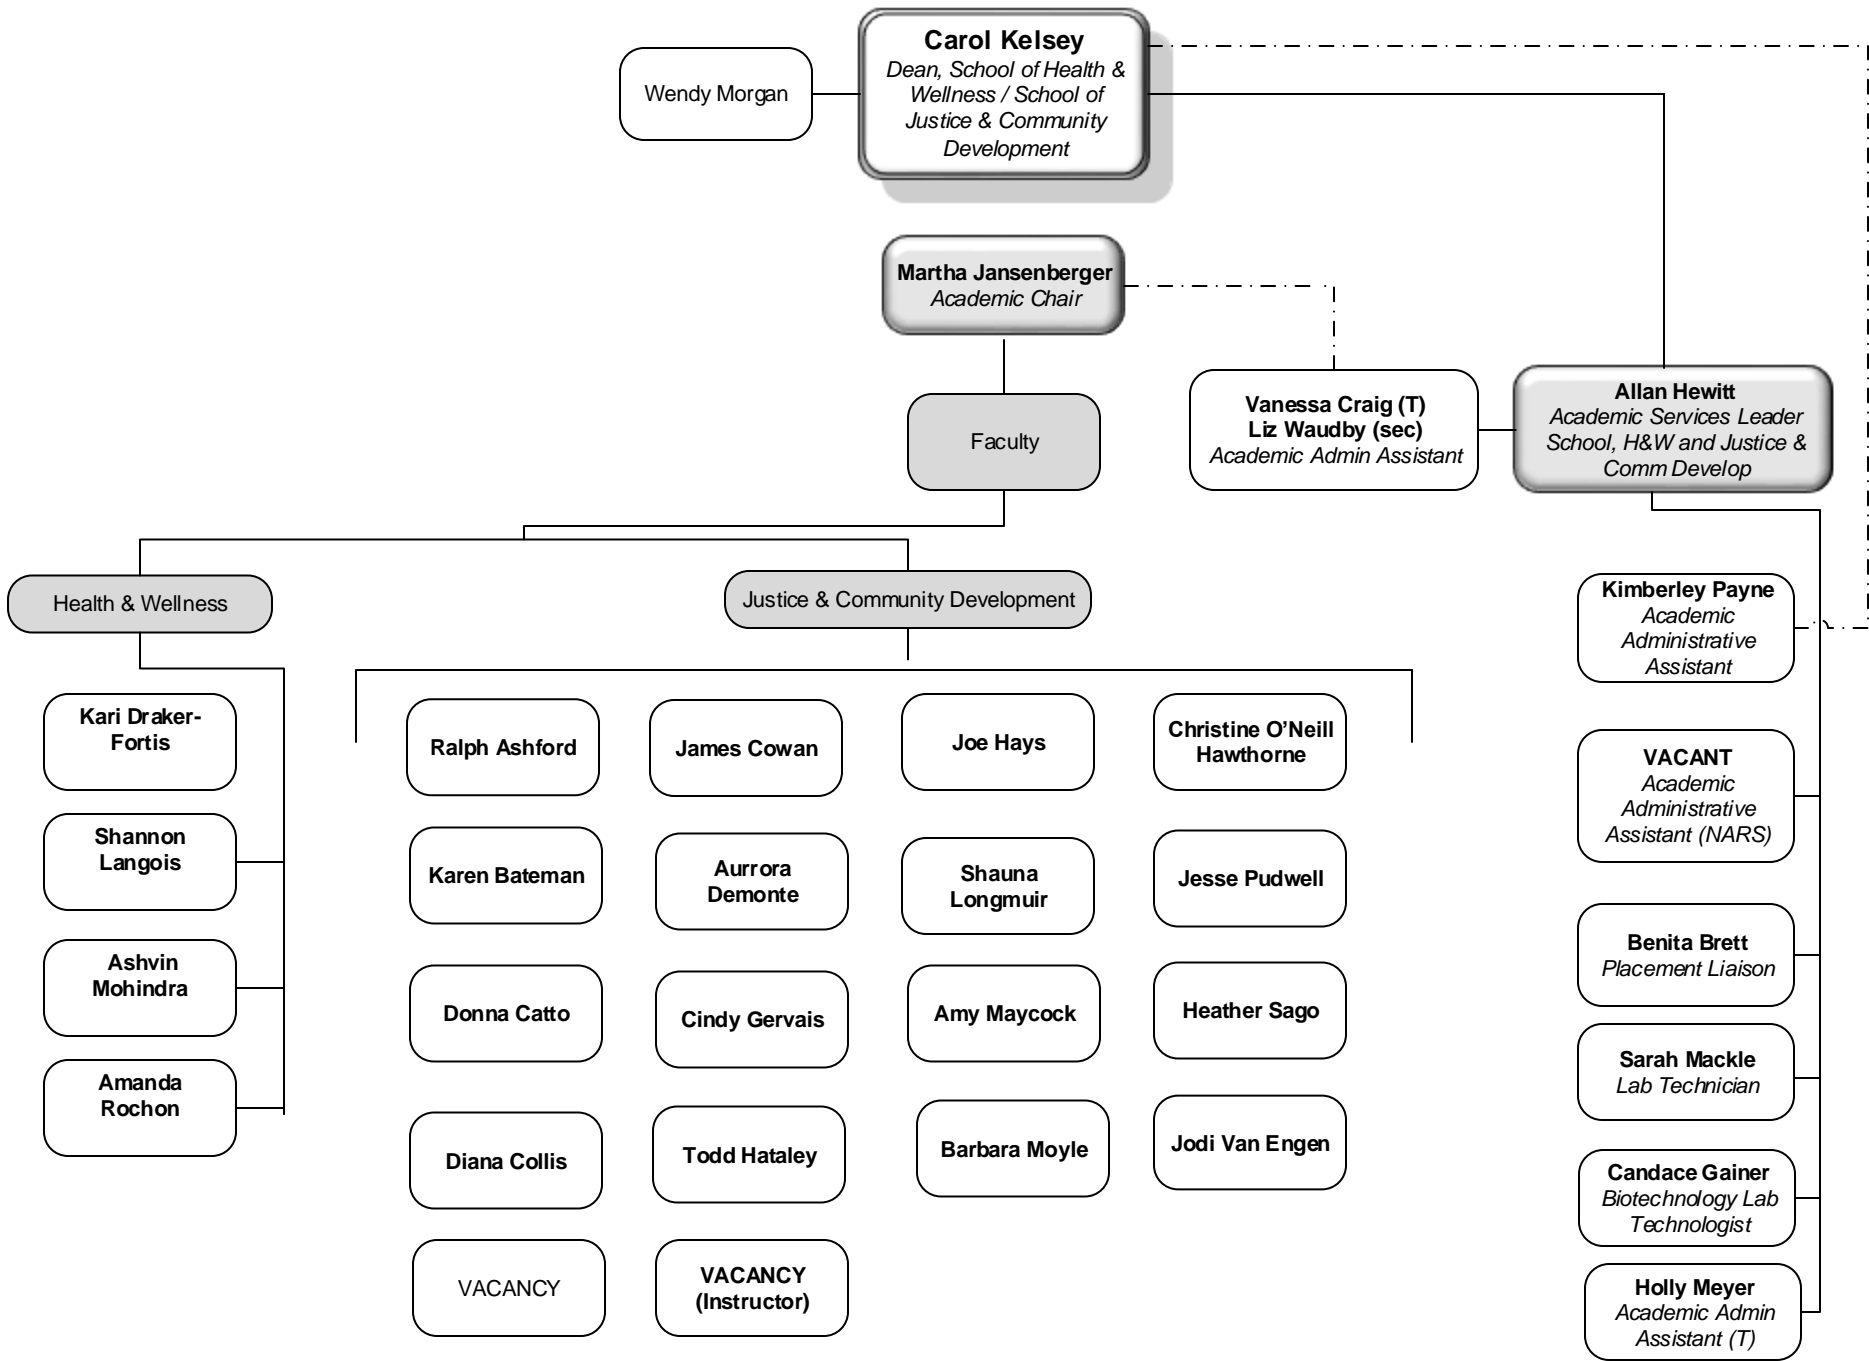 Carol Kelsey
Dean, School of Health &
Wellness / School of
Justice & Community
Development
Wendy Morgan
Martha Jansenberger
Academic Chair
Faculty
Vanessa Craig (T)
Liz Waudby (sec)
Academic Admin Assistant
Allan Hewitt
Academic Services Leader
School, H&W and Justice &
Comm Develop
Health & Wellness
Justice & Community Development
Kari Draker-
Fortis
Shannon
Langois
Ashvin
Mohindra
Amanda
Rochon
Ralph Ashford
James Cowan
Joe Hays
Christine O'Neill
Hawthorne
Karen Bateman
Aurrora
Demonte
Shauna
Longmuir
Jesse Pudwell
Donna Catto
Cindy Gervais
Amy Maycock
Heather Sago
Diana Collis
Todd Hataley
Barbara Moyle
Jodi Van Engen
VACANCY
VACANCY
(Instructor)
Kimberley Payne
Academic
Administrative
Assistant
VACANT
Academic
Administrative
Assistant (NARS)
Benita Brett
Placement Liaison
Sarah Mackle
Lab Technician
Candace Gainer
Biotechnology Lab
Technologist
Holly Meyer
Academic Admin
Assistant (T)